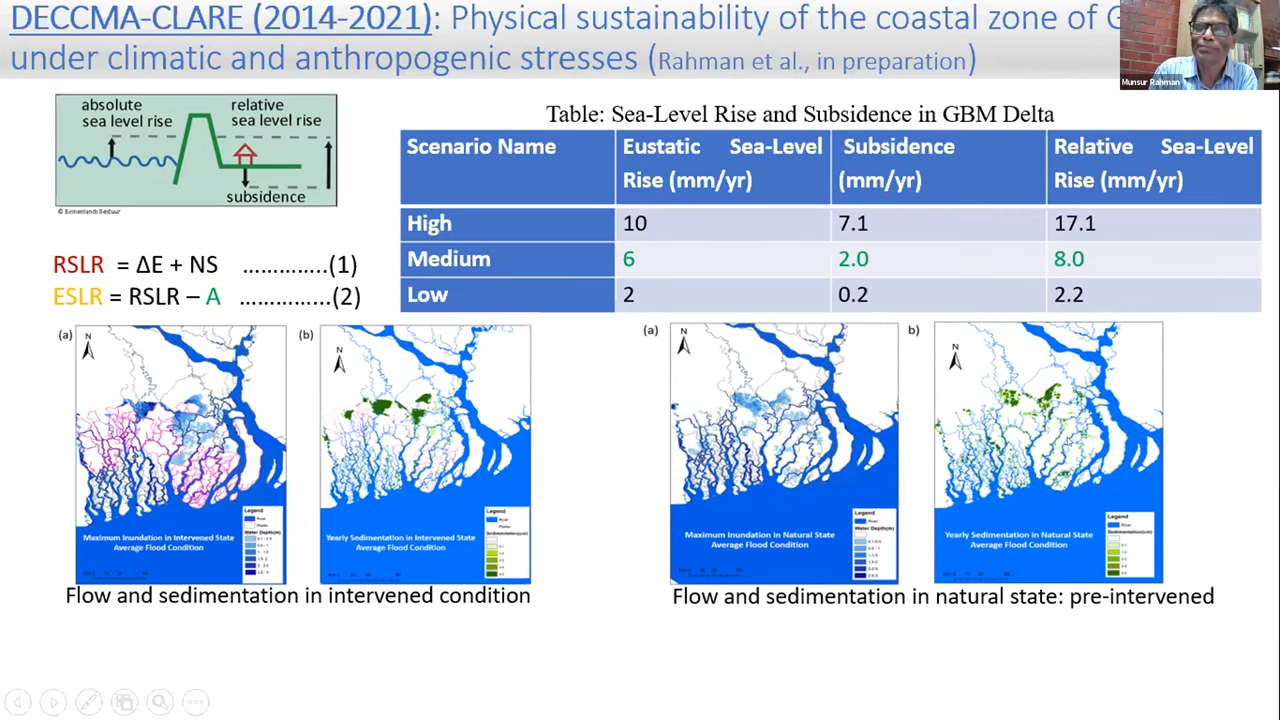 DECCMA-CLARE (2014-2021): Physical sustainability of the coastal zone of
under climatic and anthropogenic stresses (Rahman et al., in preparation)
Munsur Rahman
absolute
sea level rise
relative
sea level rise
subsidence
© Binnenlands Bestuur
RSLR = ΔE + NS …………..(1)
ESLR = RSLR – A ……………(2)
Table: Sea-Level Rise and Subsidence in GBM Delta
Scenario Name Eustatic Sea-Level Rise (mm/yr) Subsidence (mm/yr) Relative Sea-Level Rise (mm/yr)
High 10 7.1 17.1
Medium 6 2.0 8.0
Low 2 0.2 2.2
(a)
N
Legend
River
Polder
Water Depth(m)
Maximum Inundation in Intervened State
Average Flood Condition
(b)
N
Legend
River
Polder
Sedimentation(m)
Yearly Sedimentation in Intervened State
Average Flood Condition
Flow and sedimentation in intervened condition
(a)
N
Legend
River
Water Depth(m)
Maximum Inundation in Natural State
Average Flood Condition
b)
N
Legend
River
Sedimentation(m)
Yearly Sedimentation in Natural State
Average Flood Condition
Flow and sedimentation in natural state: pre-intervened